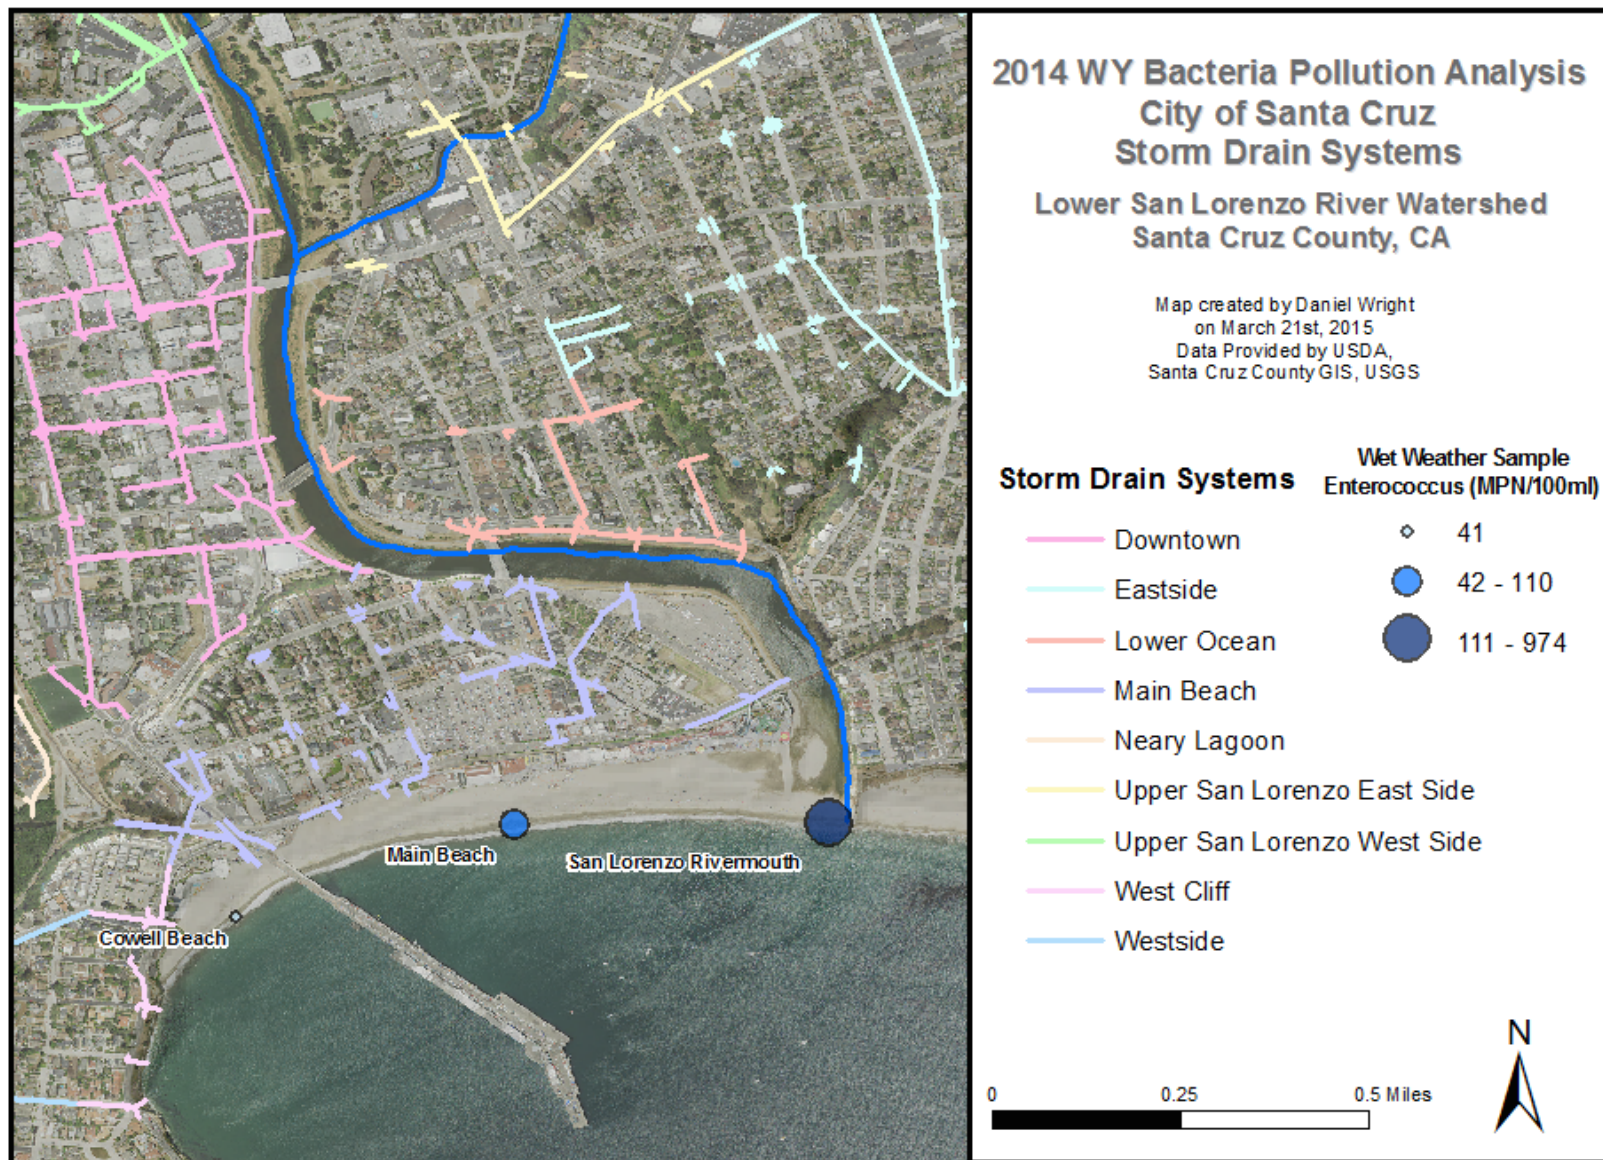 2014 WY Bacteria Pollution Analysis
City of Santa Cruz
Storm Drain Systems
Lower San Lorenzo River Watershed
Santa Cruz County, CA
Map created by Daniel Wright
on March 21st, 2015
Data Provided by USDA,
Santa Cruz County GIS, USGS
Storm Drain Systems
Downtown
Eastside
Lower Ocean
Main Beach
Neary Lagoon
Upper San Lorenzo East Side
Upper San Lorenzo West Side
West Cliff
Westside
Wet Weather Sample
Enterococcus (MPN/100ml)
41
42 - 110
111 - 974
Main Beach
San Lorenzo Rivermouth
Cowell Beach
N
0 0.25 0.5 Miles